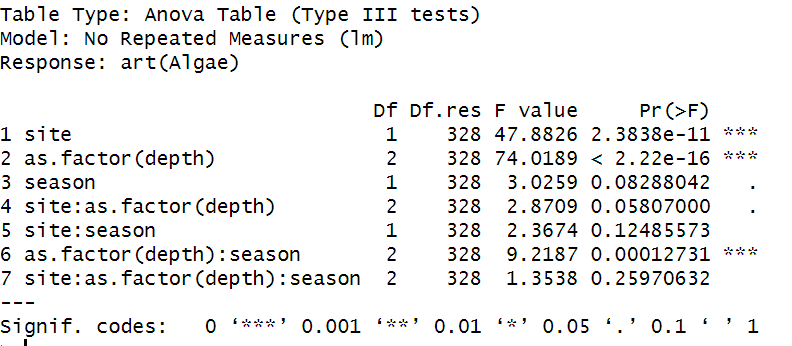 Table Type: Anova Table (Type III tests)
Model: No Repeated Measures (lm)
Response: art(Algae)
Df Df.res F value Pr(>F)
1 site 1 328 47.8826 2.3838e-11 ***
2 as.factor(depth) 2 328 74.0189 < 2.22e-16 ***
3 season 1 328 3.0259 0.08288042 .
4 site:as.factor(depth) 2 328 2.8709 0.05807000 .
5 site:season 1 328 2.3674 0.12485573
6 as.factor(depth):season 2 328 9.2187 0.00012731 ***
7 site:as.factor(depth):season 2 328 1.3538 0.25970632
---
Signif. codes: 0 ‘***’ 0.001 ‘**’ 0.01 ‘*’ 0.05 ‘.’ 0.1 ‘ ’ 1